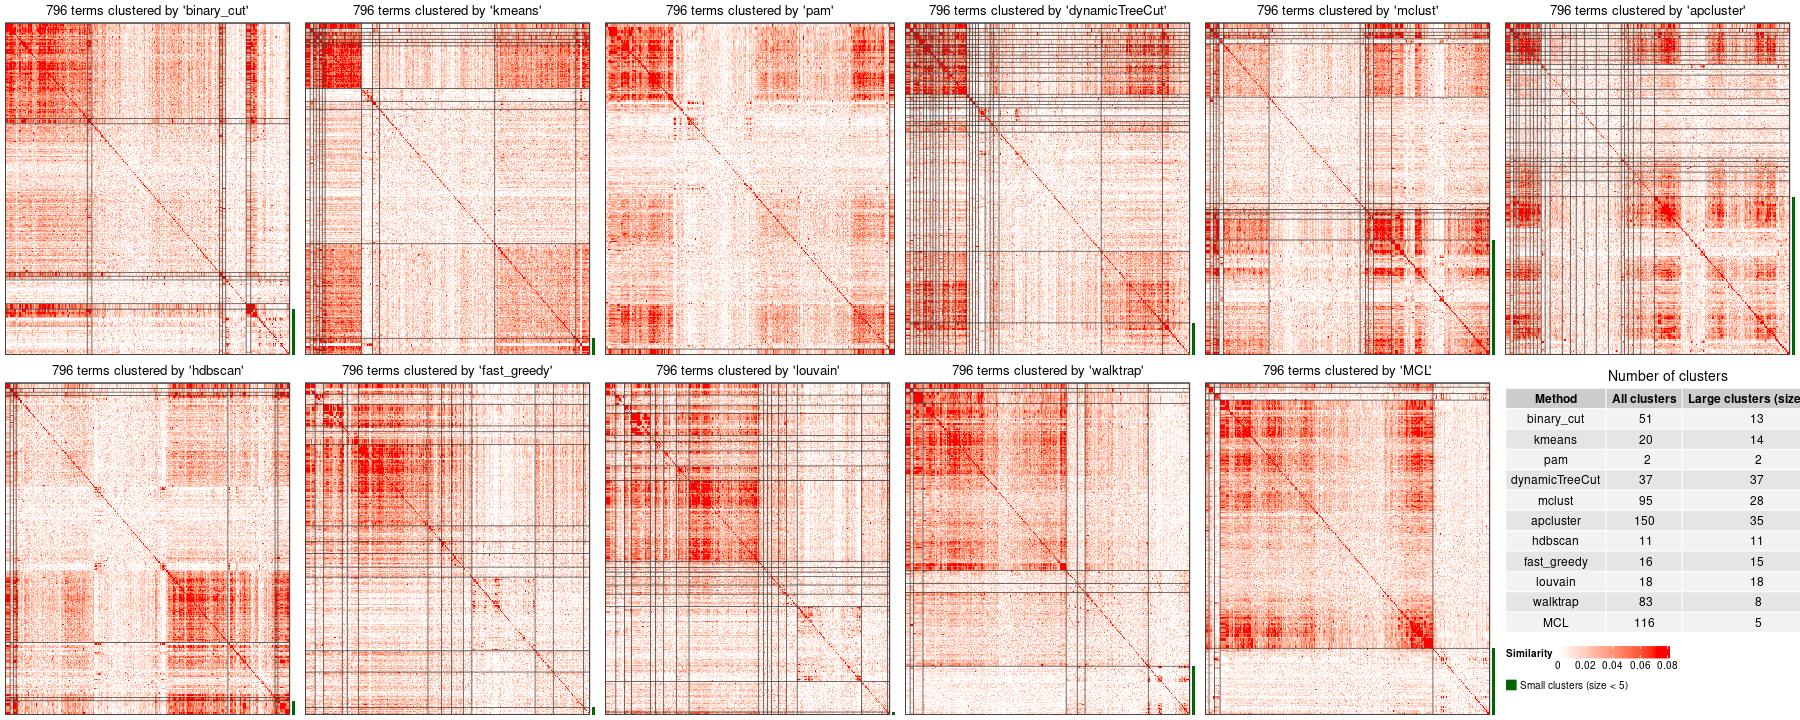 796 terms clustered by 'binary_cut'
796 terms clustered by 'kmeans'
796 terms clustered by 'pam'
796 terms clustered by 'dynamicTreeCut'
796 terms clustered by 'mclust'
796 terms clustered by 'apcluster'
796 terms clustered by 'hdbscan'
796 terms clustered by 'fast_greedy'
796 terms clustered by 'louvain'
796 terms clustered by 'walktrap'
796 terms clustered by 'MCL'
Number of clusters
Method All clusters Large clusters (size
binary_cut 51 13
kmeans 20 14
pam 2 2
dynamicTreeCut 37 37
mclust 95 28
apcluster 150 35
hdbscan 11 11
fast_greedy 16 15
louvain 18 18
walktrap 83 8
MCL 116 5
Similarity
0 0.02 0.04 0.06 0.08
Small clusters (size < 5)